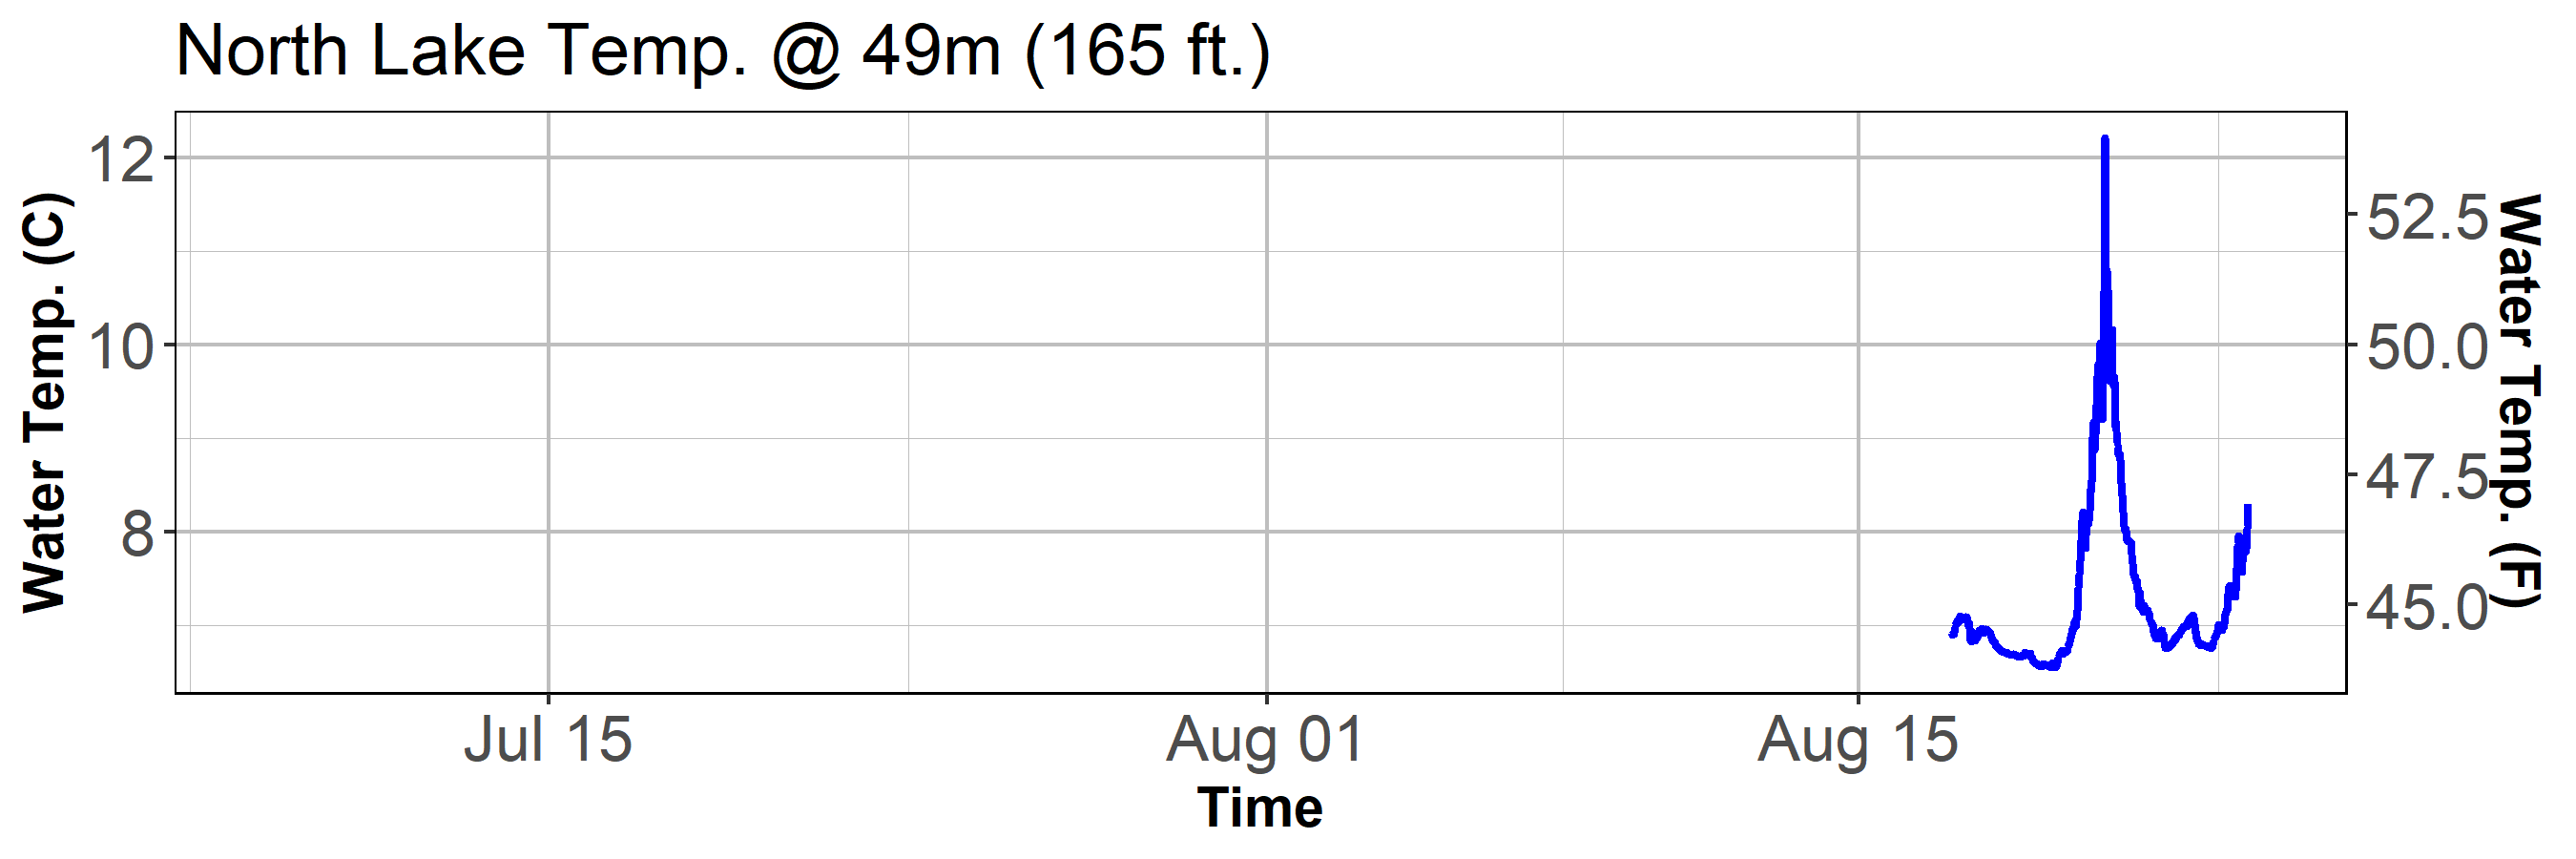 North Lake Temp. @ 49m (165 ft.)
Water Temp. (C)
12
10
8
52.5
50.0
47.5
45.0
Water Temp. (F)
Jul 15
Aug 01
Aug 15
Time